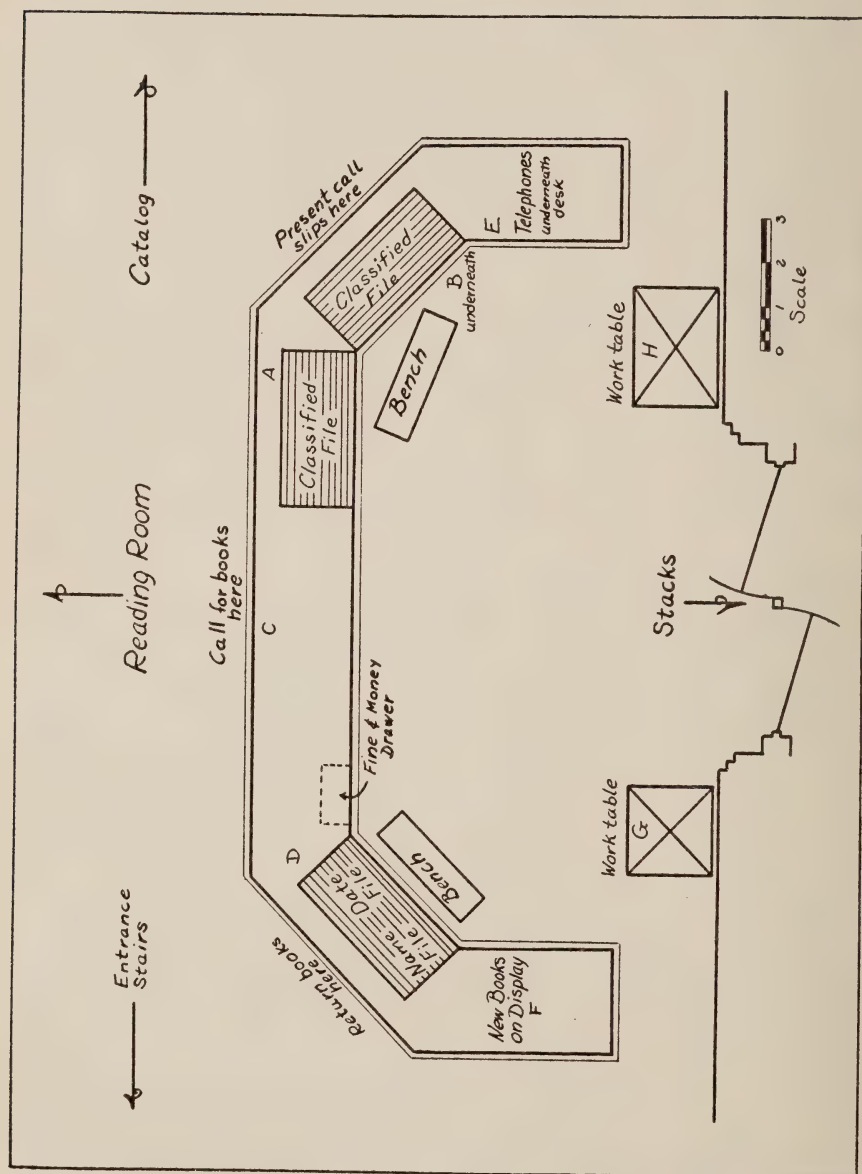 Entrance
Stairs
Catalog
Reading Room
Call for books
here
C
Return books
here
Present call
slips here
A
Classified
File
Classified
File
D
Date
File
Name
File
Fine & Money
Drawer
Bench
Bench
B
underneath
E
Telephones
underneath
desk
New Books
on Display
F
Work table
G
Stacks
Work table
H
0 1 2 3
Scale